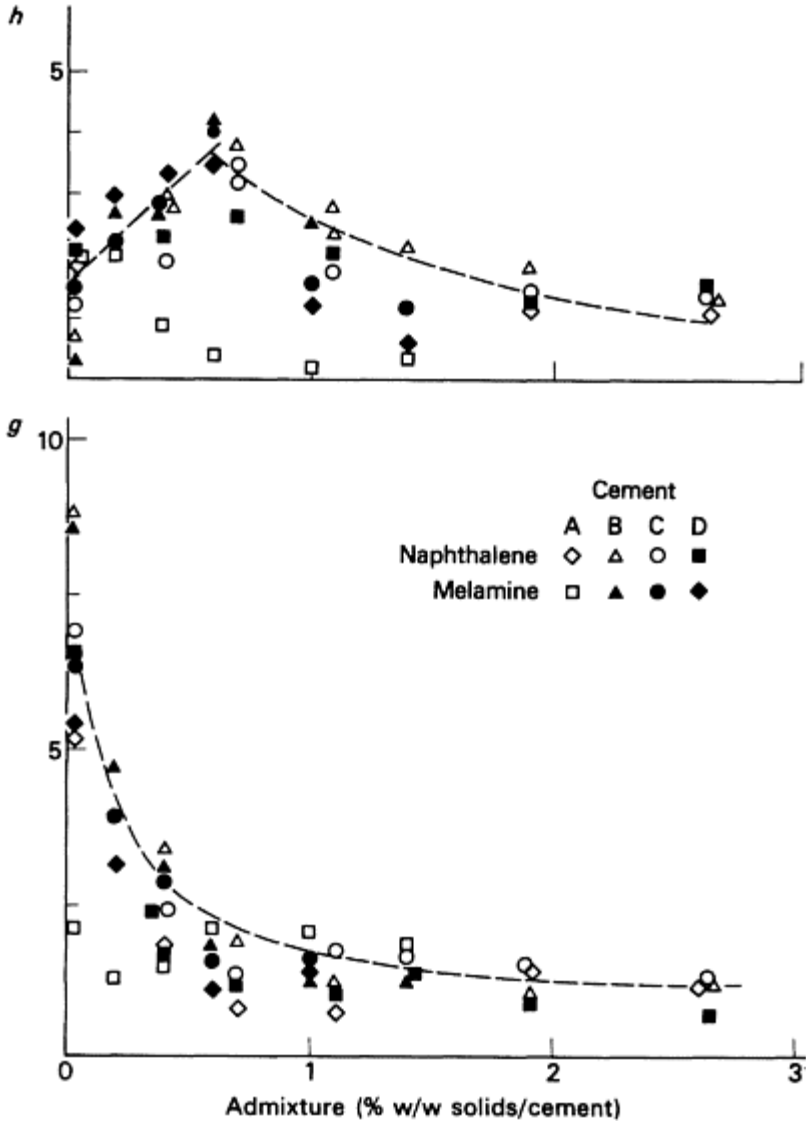 h
5
g
10
5
Cement
A B C D
Naphthalene
Melamine
0 1 2 3
Admixture (% w/w solids/cement)